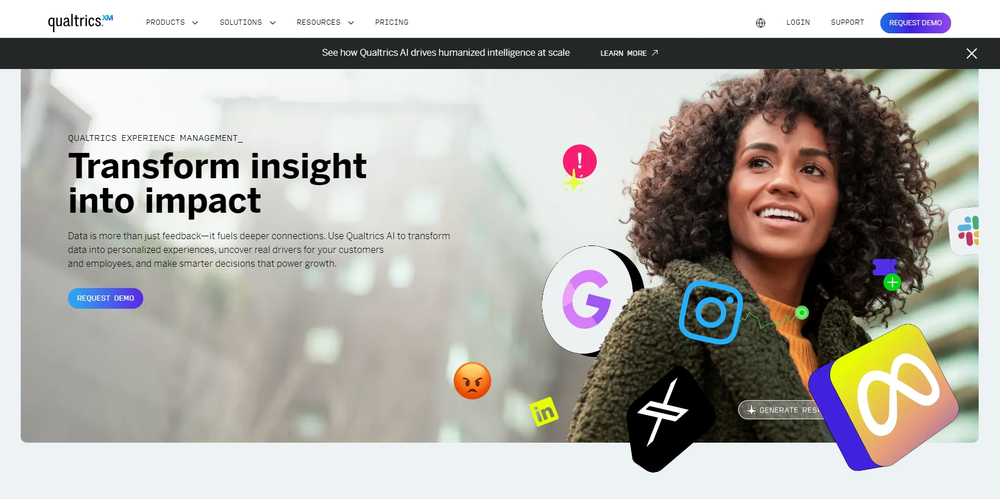 qualtrics XM
PRODUCTS
SOLUTIONS
RESOURCES
PRICING
LOGIN
SUPPORT
REQUEST DEMO
See how Qualtrics AI drives humanized intelligence at scale
LEARN MORE
QUALTRICS EXPERIENCE MANAGEMENT_
Transform insight
into impact
Data is more than just feedback—it fuels deeper connections. Use Qualtrics AI to transform
data into personalized experiences, uncover real drivers for your customers
and employees, and make smarter decisions that power growth.
REQUEST DEMO
!
G
in
GENERATE